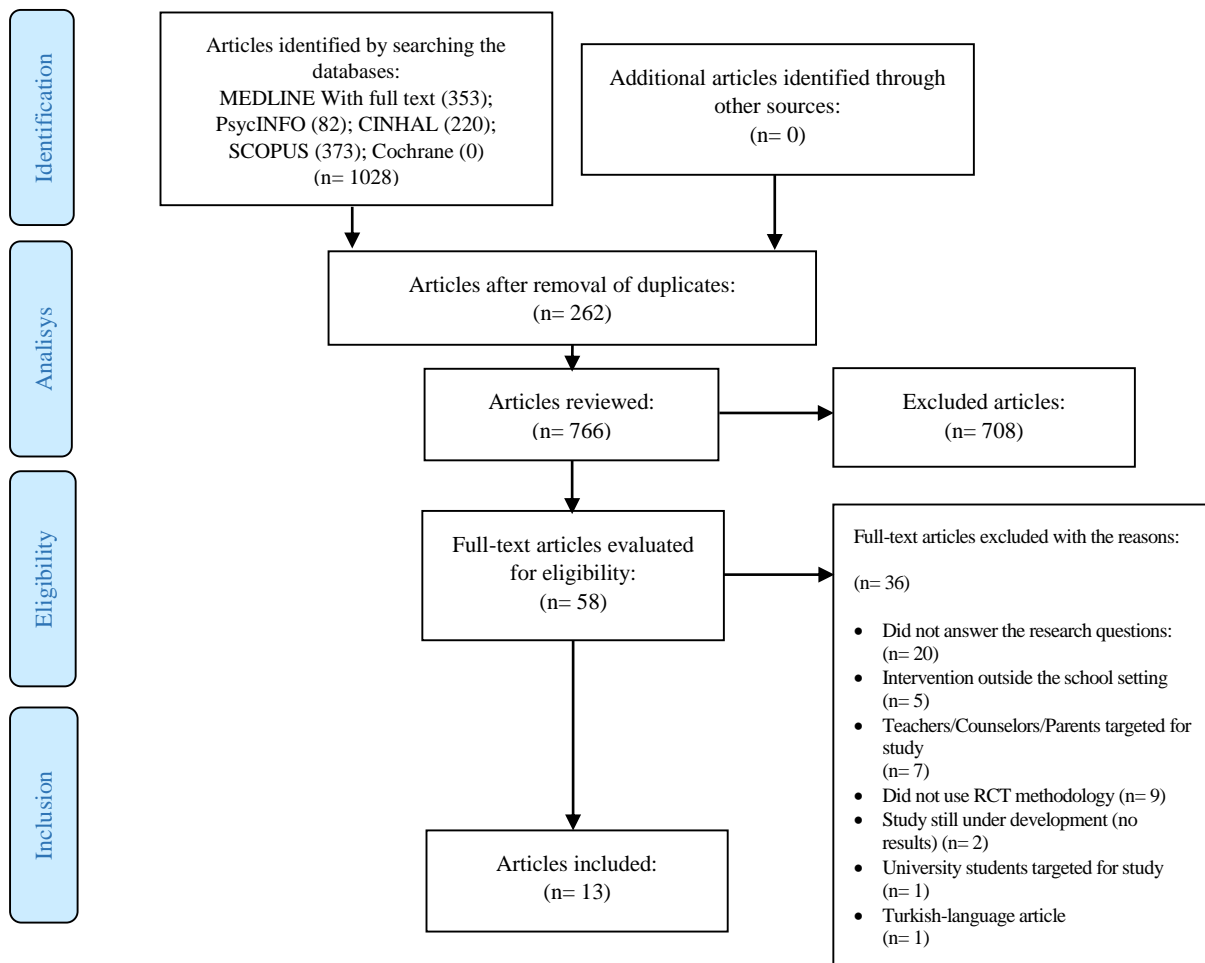 Identification
Articles identified by searching the
databases:
MEDLINE With full text (353);
PsycINFO (82); CINHAL (220);
SCOPUS (373); Cochrane (0)
(n= 1028)
Additional articles identified through
other sources:
(n= 0)
Analisys
Articles after removal of duplicates:
(n= 262)
Articles reviewed:
(n= 766)
Excluded articles:
(n= 708)
Eligibility
Full-text articles evaluated
for eligibility:
(n= 58)
Full-text articles excluded with the reasons:
(n= 36)
• Did not answer the research questions:
(n= 20)
• Intervention outside the school setting
(n= 5)
• Teachers/Counselors/Parents targeted for
study
(n= 7)
• Did not use RCT methodology (n= 9)
• Study still under development (no
results) (n= 2)
• University students targeted for study
(n= 1)
• Turkish-language article
(n= 1)
Inclusion
Articles included:
(n= 13)